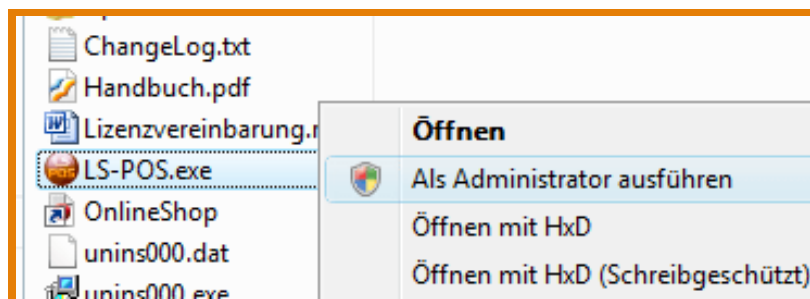 ChangeLog.txt
Handbuch.pdf
Lizenzvereinbarung.r
LS-POS.exe
OnlineShop
unins000.dat
unins000.exe
Öffnen
Als Administrator ausführen
Öffnen mit HxD
Öffnen mit HxD (Schreibgeschützt)